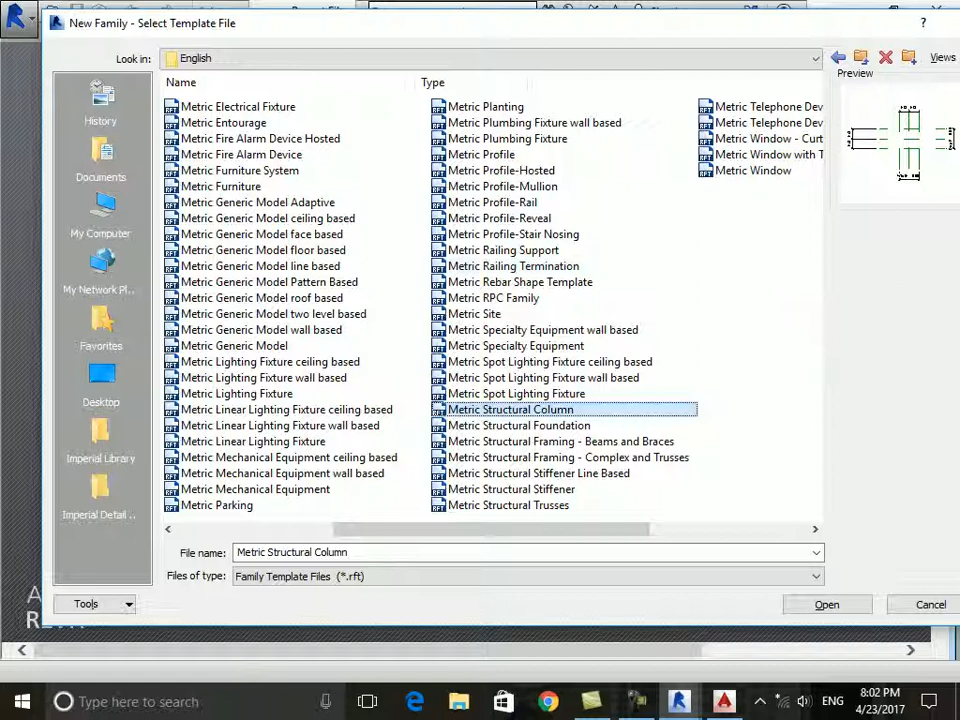 New Family - Select Template File
?
Look in:
English
Views
Name
Type
Preview
History
Documents
My Computer
My Network Pl...
Favorites
Desktop
Imperial Library
Imperial Detail ..
Metric Electrical Fixture
Metric Entourage
Metric Fire Alarm Device Hosted
Metric Fire Alarm Device
Metric Furniture System
Metric Furniture
Metric Generic Model Adaptive
Metric Generic Model ceiling based
Metric Generic Model face based
Metric Generic Model floor based
Metric Generic Model line based
Metric Generic Model Pattern Based
Metric Generic Model roof based
Metric Generic Model two level based
Metric Generic Model wall based
Metric Generic Model
Metric Lighting Fixture ceiling based
Metric Lighting Fixture wall based
Metric Lighting Fixture
Metric Linear Lighting Fixture ceiling based
Metric Linear Lighting Fixture wall based
Metric Linear Lighting Fixture
Metric Mechanical Equipment ceiling based
Metric Mechanical Equipment wall based
Metric Mechanical Equipment
Metric Parking
Metric Planting
Metric Plumbing Fixture wall based
Metric Plumbing Fixture
Metric Profile
Metric Profile-Hosted
Metric Profile-Mullion
Metric Profile-Rail
Metric Profile-Reveal
Metric Profile-Stair Nosing
Metric Railing Support
Metric Railing Termination
Metric Rebar Shape Template
Metric RPC Family
Metric Site
Metric Specialty Equipment wall based
Metric Specialty Equipment
Metric Spot Lighting Fixture ceiling based
Metric Spot Lighting Fixture wall based
Metric Spot Lighting Fixture
Metric Structural Column
Metric Structural Foundation
Metric Structural Framing - Beams and Braces
Metric Structural Framing - Complex and Trusses
Metric Structural Stiffener Line Based
Metric Structural Stiffener
Metric Structural Trusses
Metric Telephone Dev
Metric Telephone Dev
Metric Window - Curt
Metric Window with T
Metric Window
File name:
Metric Structural Column
Files of type:
Family Template Files (*.rft)
Tools
Open
Cancel
Type here to search
ENG
8:02 PM
4/23/2017